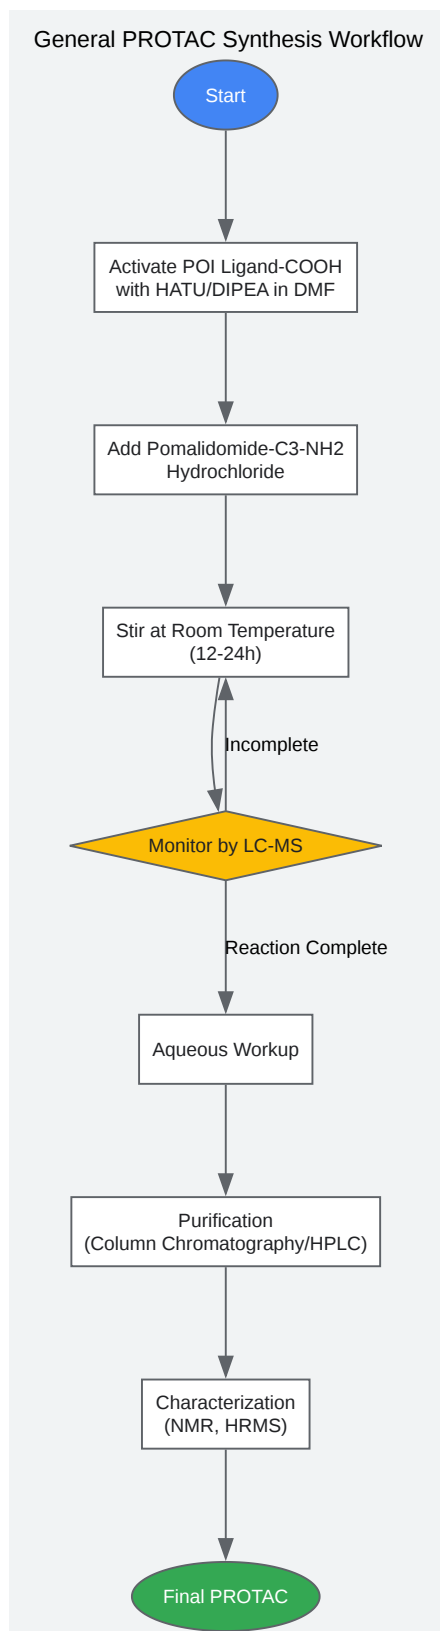 General PROTAC Synthesis Workflow
Start
Activate POI Ligand-COOH
with HATU/DIPEA in DMF
Add Pomalidomide-C3-NH2
Hydrochloride
Stir at Room Temperature
(12-24h)
Incomplete
Monitor by LC-MS
Reaction Complete
Aqueous Workup
Purification
(Column Chromatography/HPLC)
Characterization
(NMR, HRMS)
Final PROTAC